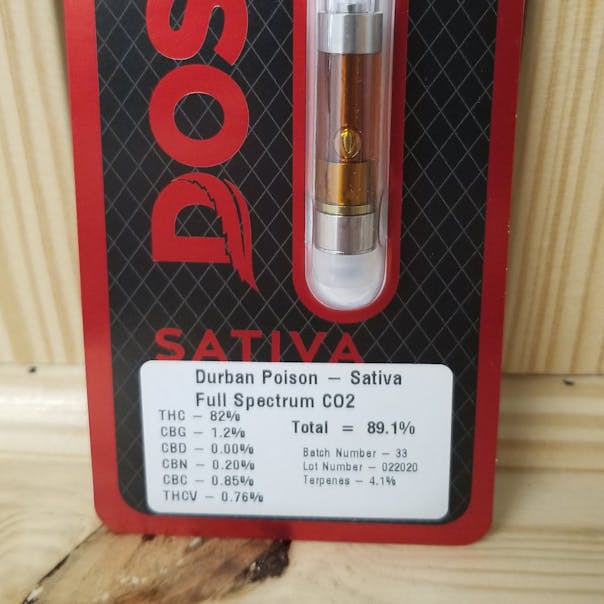 DOS
SATIVA
Durban Poison – Sativa
Full Spectrum CO2
THC – 82%
CBG – 1.2%
CBD – 0.00%
CBN – 0.20%
CBC – 0.85%
THCV – 0.76%
Total = 89.1%
Batch Number – 33
Lot Number – 022020
Terpenes – 4.1%